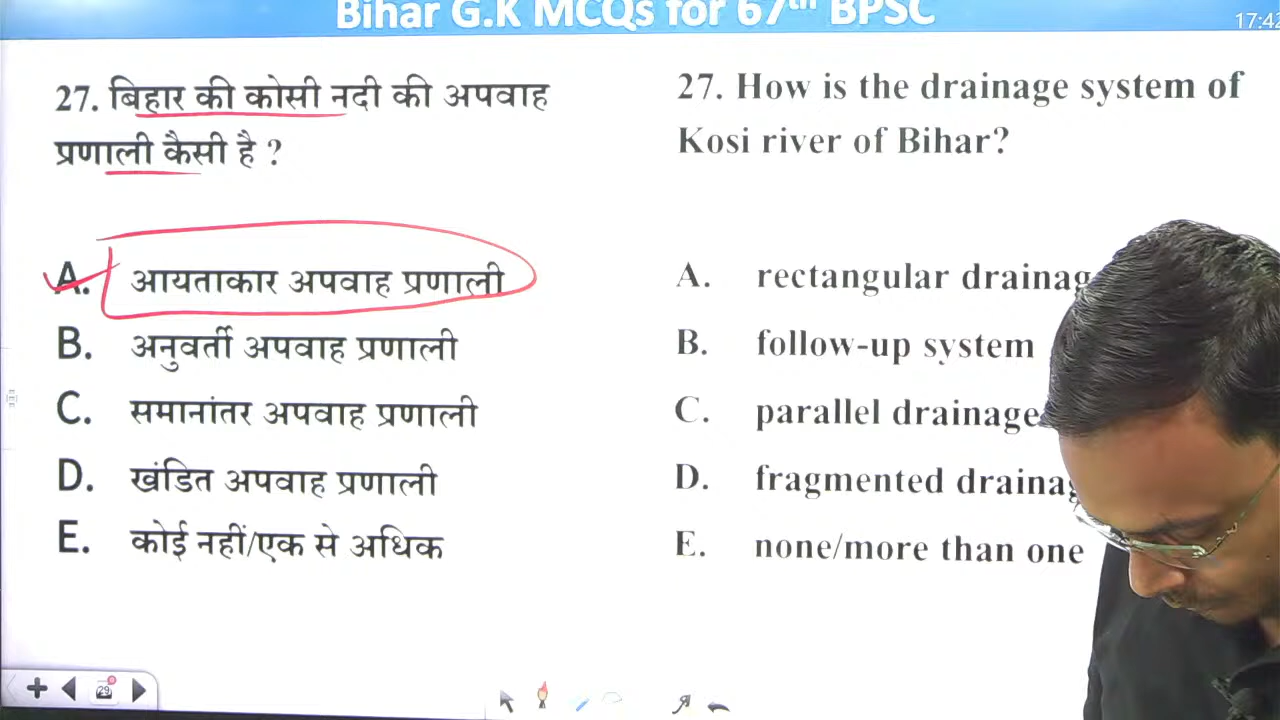 Bihar G.K MCQs for 67th BPSC
17:42
27. बिहार की कोसी नदी की अपवाह
प्रणाली कैसी है ?
A. आयताकार अपवाह प्रणाली
B. अनुवर्ती अपवाह प्रणाली
C. समानांतर अपवाह प्रणाली
D. खंडित अपवाह प्रणाली
E. कोई नहीं/एक से अधिक
27. How is the drainage system of
Kosi river of Bihar?
A. rectangular drainag
B. follow-up system
C. parallel drainage
D. fragmented drainag
E. none/more than one
29